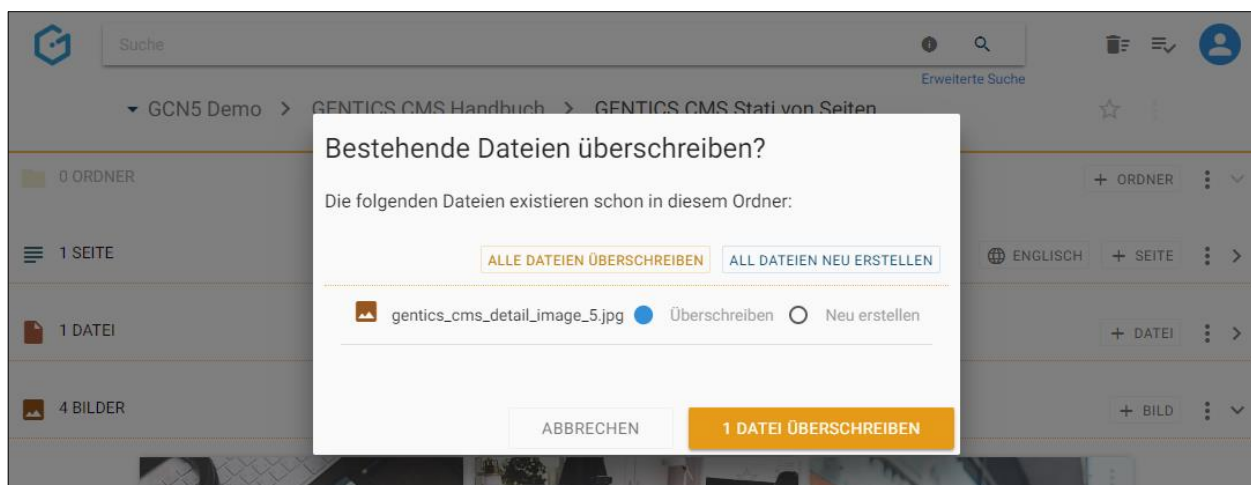 Suche
Erweiterte Suche
GCN5 Demo > GENTICS CMS Handbuch > GENTICS CMS Stati von Seiten
Bestehende Dateien überschreiben?
0 ORDNER
+ ORDNER
Die folgenden Dateien existieren schon in diesem Ordner:
1 SEITE
ALLE DATEIEN ÜBERSCHREIBEN
ALL DATEIEN NEU ERSTELLEN
ENGLISCH
+ SEITE
gentics_cms_detail_image_5.jpg
Überschreiben
Neu erstellen
1 DATEI
+ DATEI
4 BILDER
+ BILD
ABBRECHEN
1 DATEI ÜBERSCHREIBEN